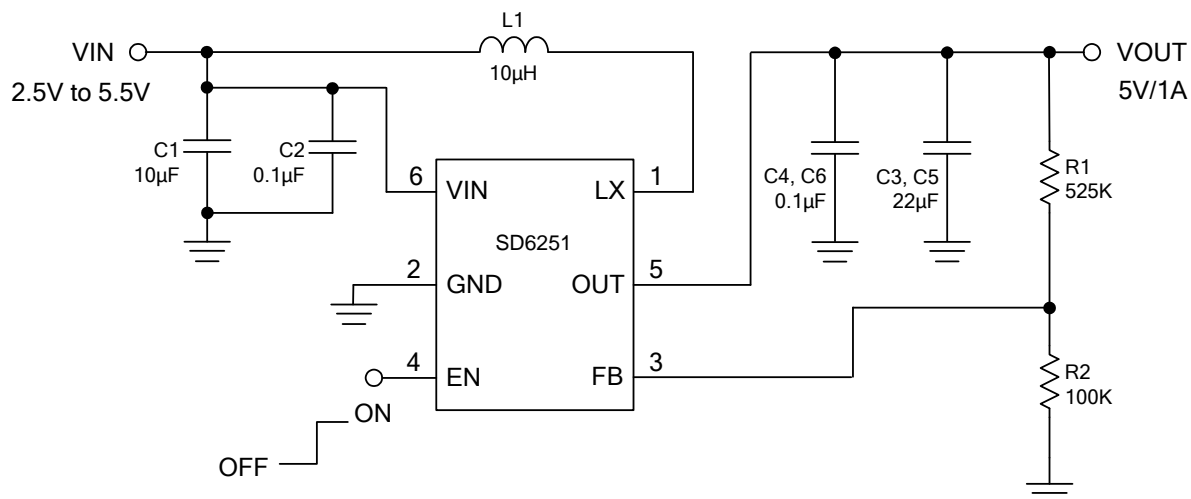 L1
10µH
VIN
2.5V to 5.5V
VOUT
5V/1A
C1
10µF
C2
0.1µF
C4, C6
0.1µF
C3, C5
22µF
R1
525K
6
VIN
LX
1
SD6251
2
GND
OUT
5
4
EN
FB
3
R2
100K
ON
OFF